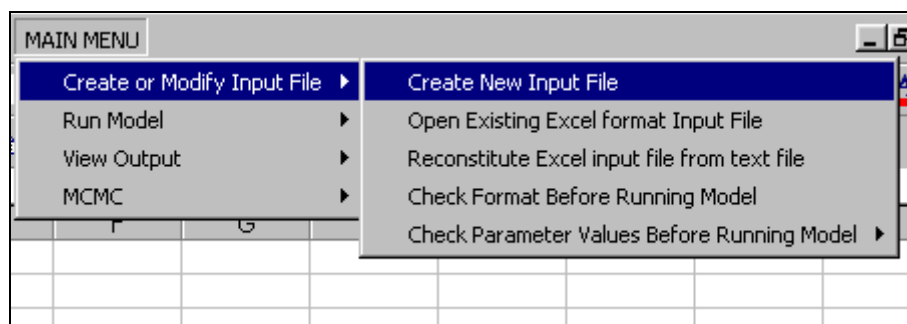 MAIN MENU
Create or Modify Input File
Create New Input File
Run Model
Open Existing Excel format Input File
View Output
Reconstitute Excel input file from text file
MCMC
Check Format Before Running Model
F G
Check Parameter Values Before Running Model